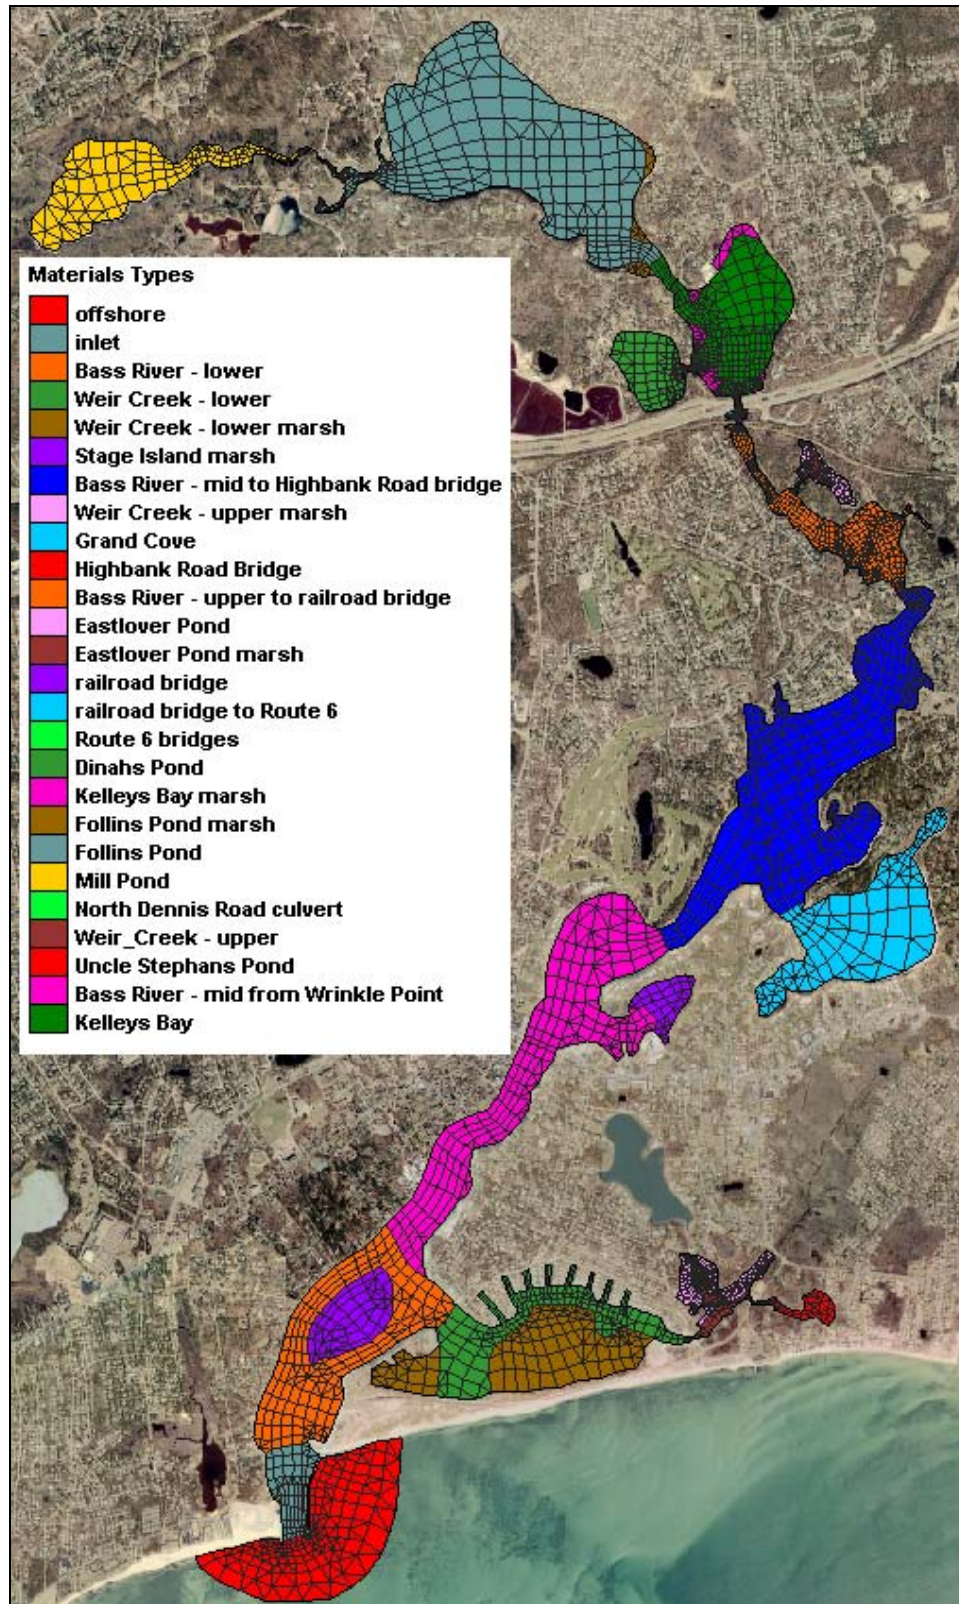 Materials Types
offshore
inlet
Bass River - lower
Weir Creek - lower
Weir Creek - lower marsh
Stage Island marsh
Bass River - mid to Highbank Road bridge
Weir Creek - upper marsh
Grand Cove
Highbank Road Bridge
Bass River - upper to railroad bridge
Eastlover Pond
Eastlover Pond marsh
railroad bridge
railroad bridge to Route 6
Route 6 bridges
Dinahs Pond
Kelleys Bay marsh
Follins Pond marsh
Follins Pond
Mill Pond
North Dennis Road culvert
Weir_Creek - upper
Uncle Stephans Pond
Bass River - mid from Wrinkle Point
Kelleys Bay